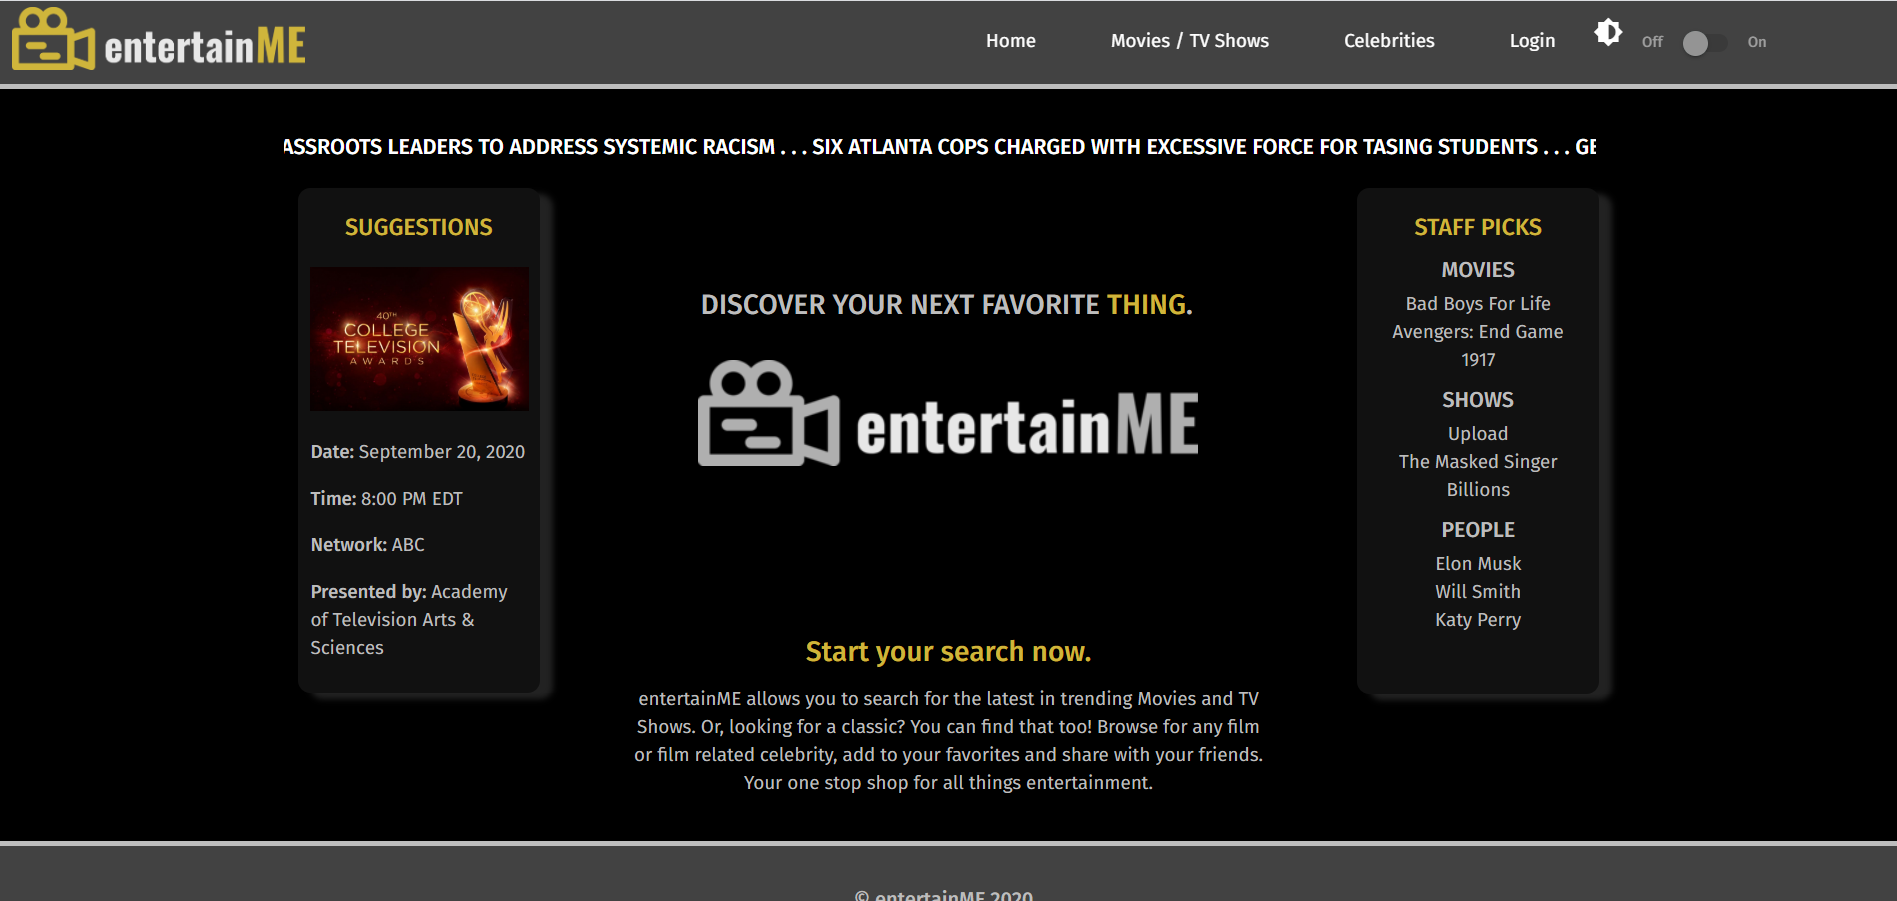 entertainME
Home
Movies / TV Shows
Celebrities
Login
Off
On
ASSROOTS LEADERS TO ADDRESS SYSTEMIC RACISM . . . SIX ATLANTA COPS CHARGED WITH EXCESSIVE FORCE FOR TASING STUDENTS . . . GE
SUGGESTIONS
40TH
COLLEGE
TELEVISION
AWARDS
Date: September 20, 2020
Time: 8:00 PM EDT
Network: ABC
Presented by: Academy
of Television Arts &
Sciences
DISCOVER YOUR NEXT FAVORITE THING.
entertainME
Start your search now.
entertainME allows you to search for the latest in trending Movies and TV
Shows. Or, looking for a classic? You can find that too! Browse for any film
or film related celebrity, add to your favorites and share with your friends.
Your one stop shop for all things entertainment.
STAFF PICKS
MOVIES
Bad Boys For Life
Avengers: End Game
1917
SHOWS
Upload
The Masked Singer
Billions
PEOPLE
Elon Musk
Will Smith
Katy Perry
© entertainME 2020